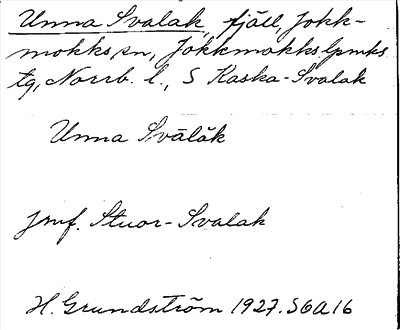 Unna Svalak, fjäll, Jokk-
mokks sn, Jokkmokks lpmks
tg, Norrb. l., S Kaska-Svalak
Unna Svālāk
Jmf. Stuor-Svalak
H. Grundström 1927. S6A16